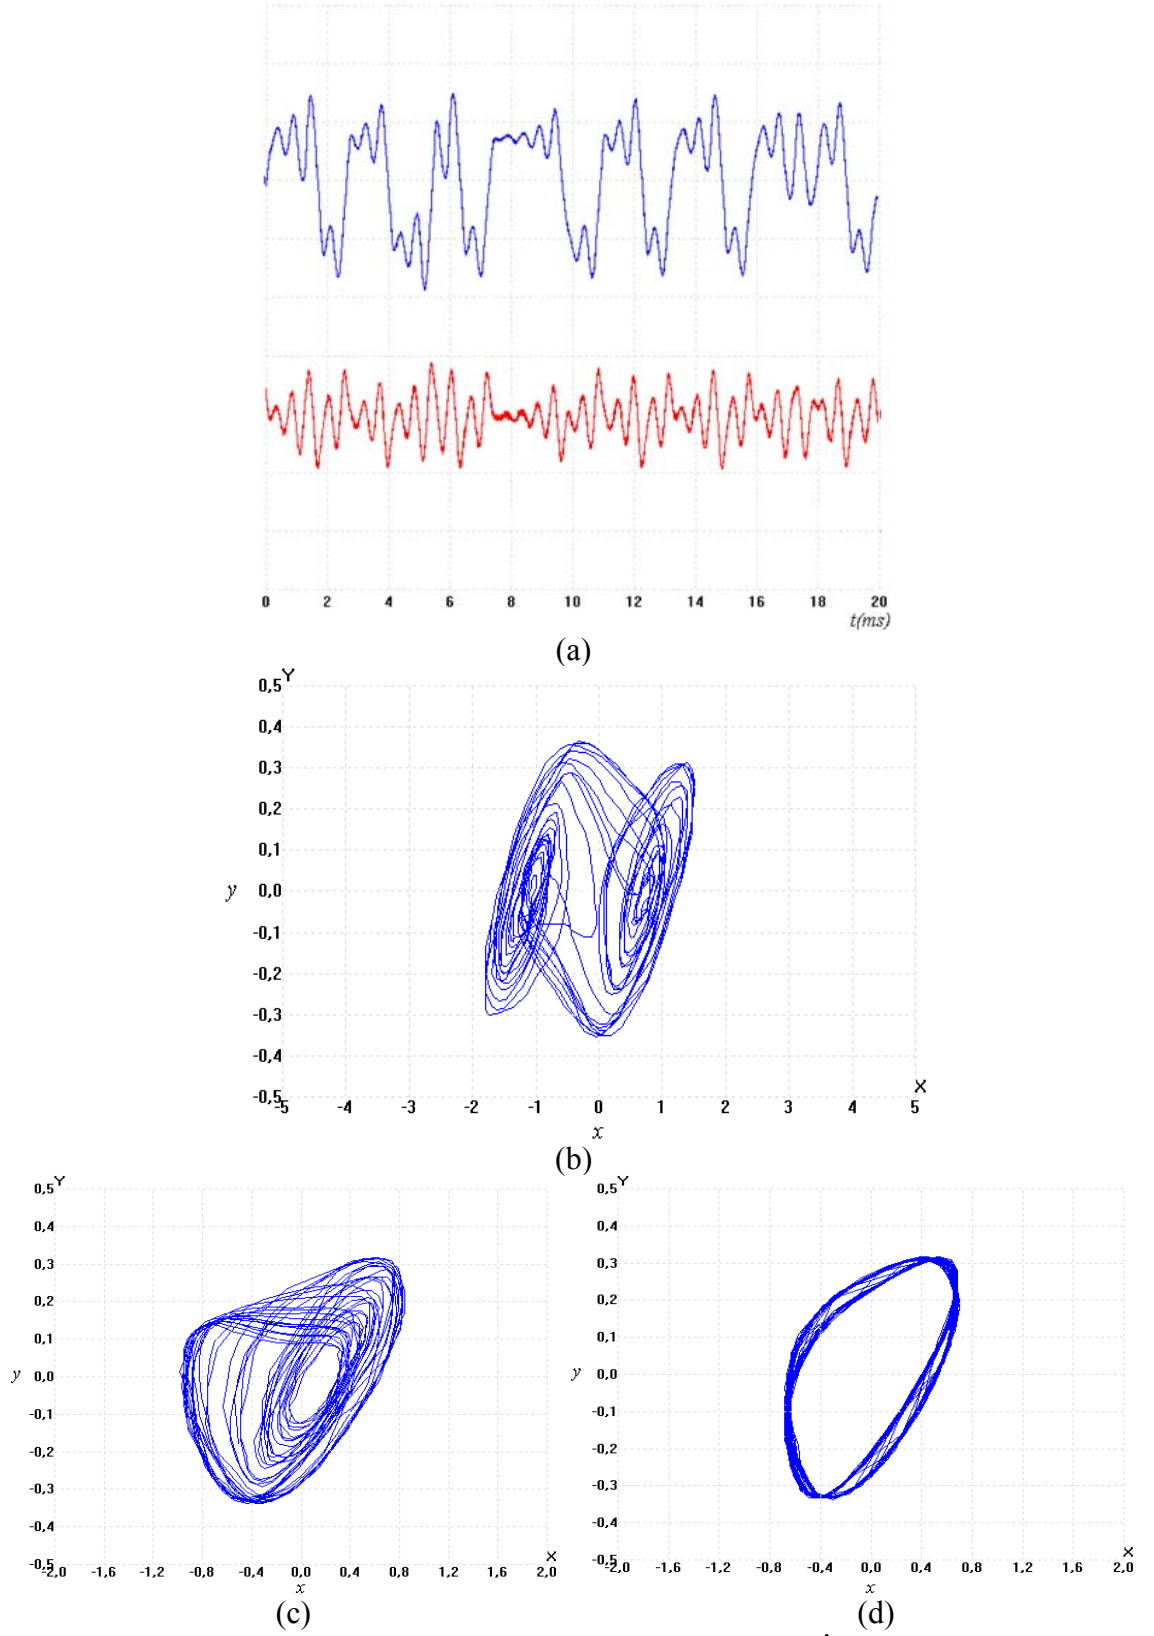 0 2 4 6 8 10 12 14 16 18 20
t(ms)
(a)
0,5 Y
0,4
0,3
0,2
0,1
y 0,0
-0,1
-0,2
-0,3
-0,4
-0,5 X
-5 -4 -3 -2 -1 0 1 2 3 4 5
x
(b)
0,5 Y
0,4
0,3
0,2
0,1
y 0,0
-0,1
-0,2
-0,3
-0,4
-0,5 X
-2,0 -1,6 -1,2 -0,8 -0,4 0,0 0,4 0,8 1,2 1,6 2,0
x
(c)
0,5 Y
0,4
0,3
0,2
0,1
y 0,0
-0,1
-0,2
-0,3
-0,4
-0,5 X
-2,0 -1,6 -1,2 -0,8 -0,4 0,0 0,4 0,8 1,2 1,6 2,0
x
(d)